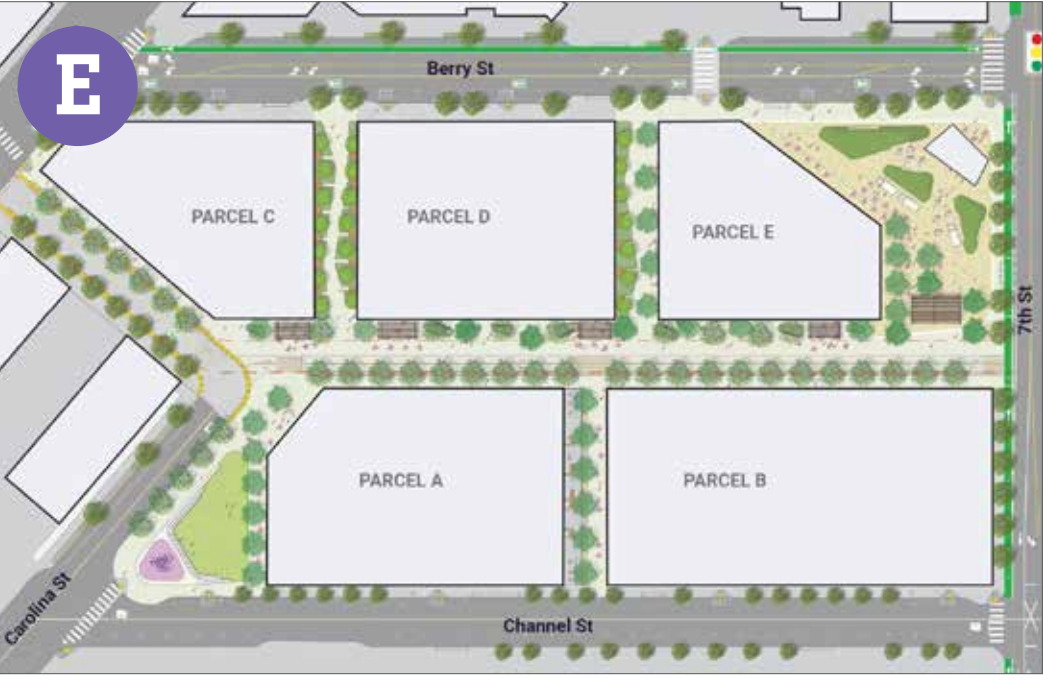 E
Berry St
PARCEL C
PARCEL D
PARCEL E
7th St
PARCEL A
PARCEL B
Carolina St
Channel St